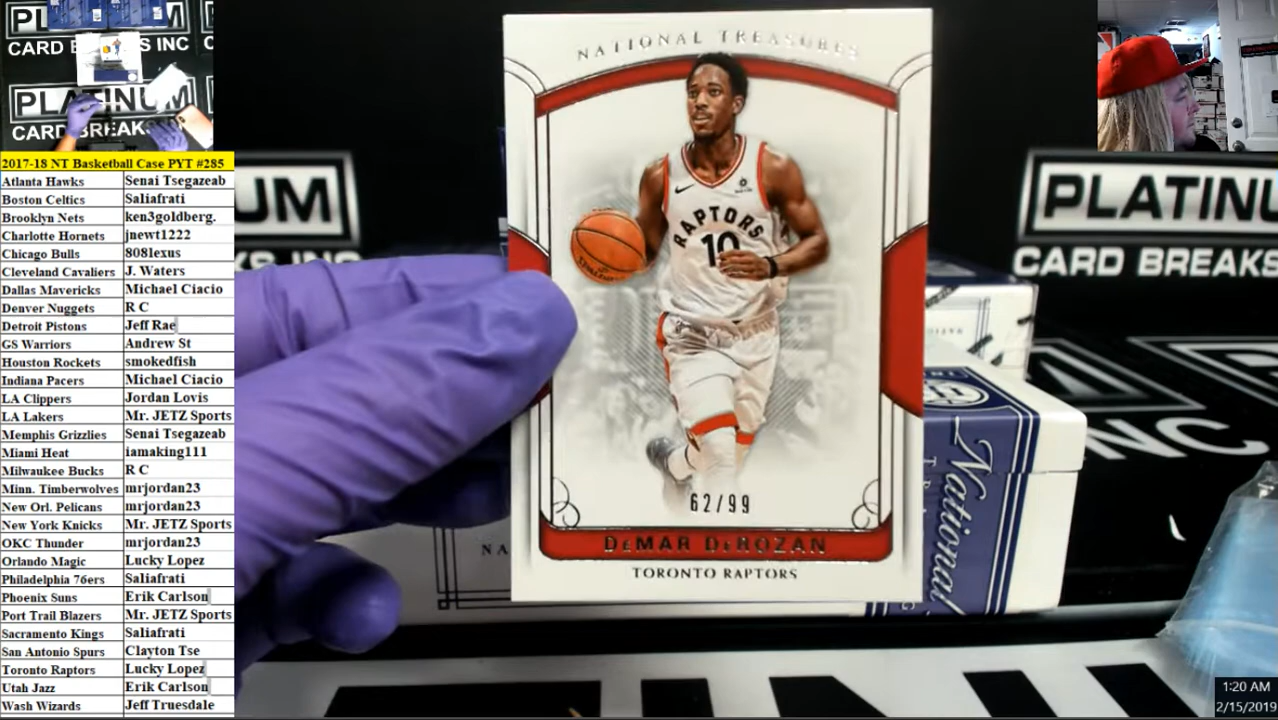 PLATINUM
CARD BREAKS INC
PLATINUM
CARD BREAKS
2017-18 NT Basketball Case PYT #285
Atlanta Hawks Senai Tsegazeab
Boston Celtics Saliafrati
Brooklyn Nets ken3goldberg.
Charlotte Hornets jnewt1222
Chicago Bulls 808lexus
Cleveland Cavaliers J. Waters
Dallas Mavericks Michael Ciacio
Denver Nuggets R C
Detroit Pistons Jeff Rae
GS Warriors Andrew St
Houston Rockets smokedfish
Indiana Pacers Michael Ciacio
LA Clippers Jordan Lovis
LA Lakers Mr. JETZ Sports
Memphis Grizzlies Senai Tsegazeab
Miami Heat iamaking111
Milwaukee Bucks R C
Minn. Timberwolves mrjordan23
New Orl. Pelicans mrjordan23
New York Knicks Mr. JETZ Sports
OKC Thunder mrjordan23
Orlando Magic Lucky Lopez
Philadelphia 76ers Saliafrati
Phoenix Suns Erik Carlson
Port Trail Blazers Mr. JETZ Sports
Sacramento Kings Saliafrati
San Antonio Spurs Clayton Tse
Toronto Raptors Lucky Lopez
Utah Jazz Erik Carlson
Wash Wizards Jeff Truesdale
NATIONAL TREASURES
RAPTORS
10
SPALDING
62/99
DeMAR DeROZAN
TORONTO RAPTORS
UM
KS INC
PLATINU
CARD BREAKS
NC
National
NA
1:20 AM
2/15/2019